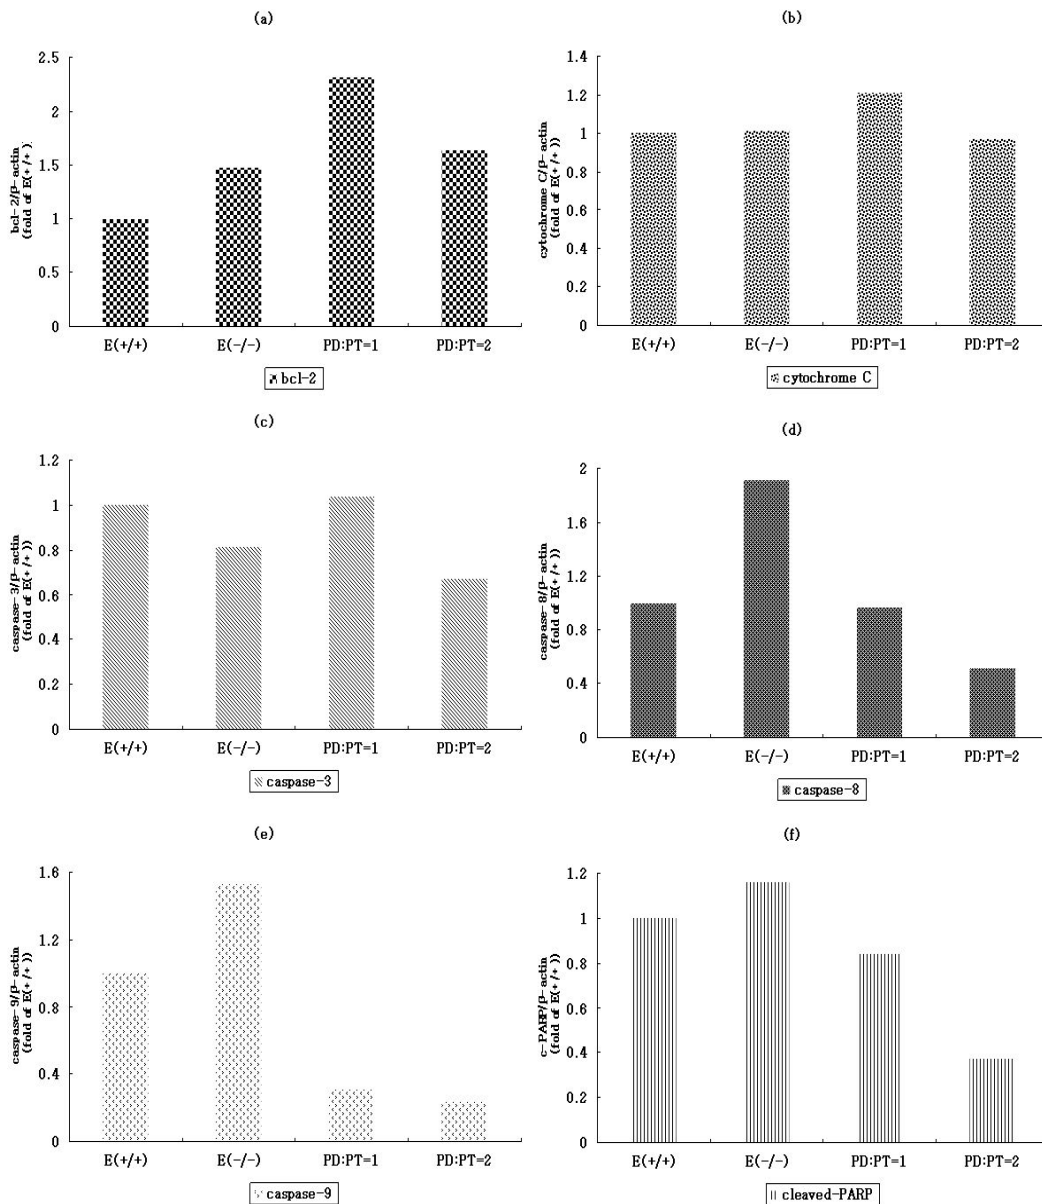 (a)
2.5
2
1.5
1
0.5
0
bcl-2/β-actin
(fold of E(+/+))
E(+/+) E(-/-) PD:PT=1 PD:PT=2
bcl-2
(b)
1.4
1.2
1
0.8
0.6
0.4
0.2
0
cytochrome C/β-actin
(fold of E(+/+))
E(+/+) E(-/-) PD:PT=1 PD:PT=2
cytochrome C
(c)
1.2
1
0.8
0.6
0.4
0.2
0
caspase-3/β-actin
(fold of E(+/+))
E(+/+) E(-/-) PD:PT=1 PD:PT=2
caspase-3
(d)
2
1.6
1.2
0.8
0.4
0
caspase-8/β-actin
(fold of E(+/+))
E(+/+) E(-/-) PD:PT=1 PD:PT=2
caspase-8
(e)
1.6
1.2
0.8
0.4
0
caspase-9/β-actin
(fold of E(+/+))
E(+/+) E(-/-) PD:PT=1 PD:PT=2
caspase-9
(f)
1.2
1
0.8
0.6
0.4
0.2
0
c-PARP/β-actin
(fold of E(+/+))
E(+/+) E(-/-) PD:PT=1 PD:PT=2
cleaved-PARP